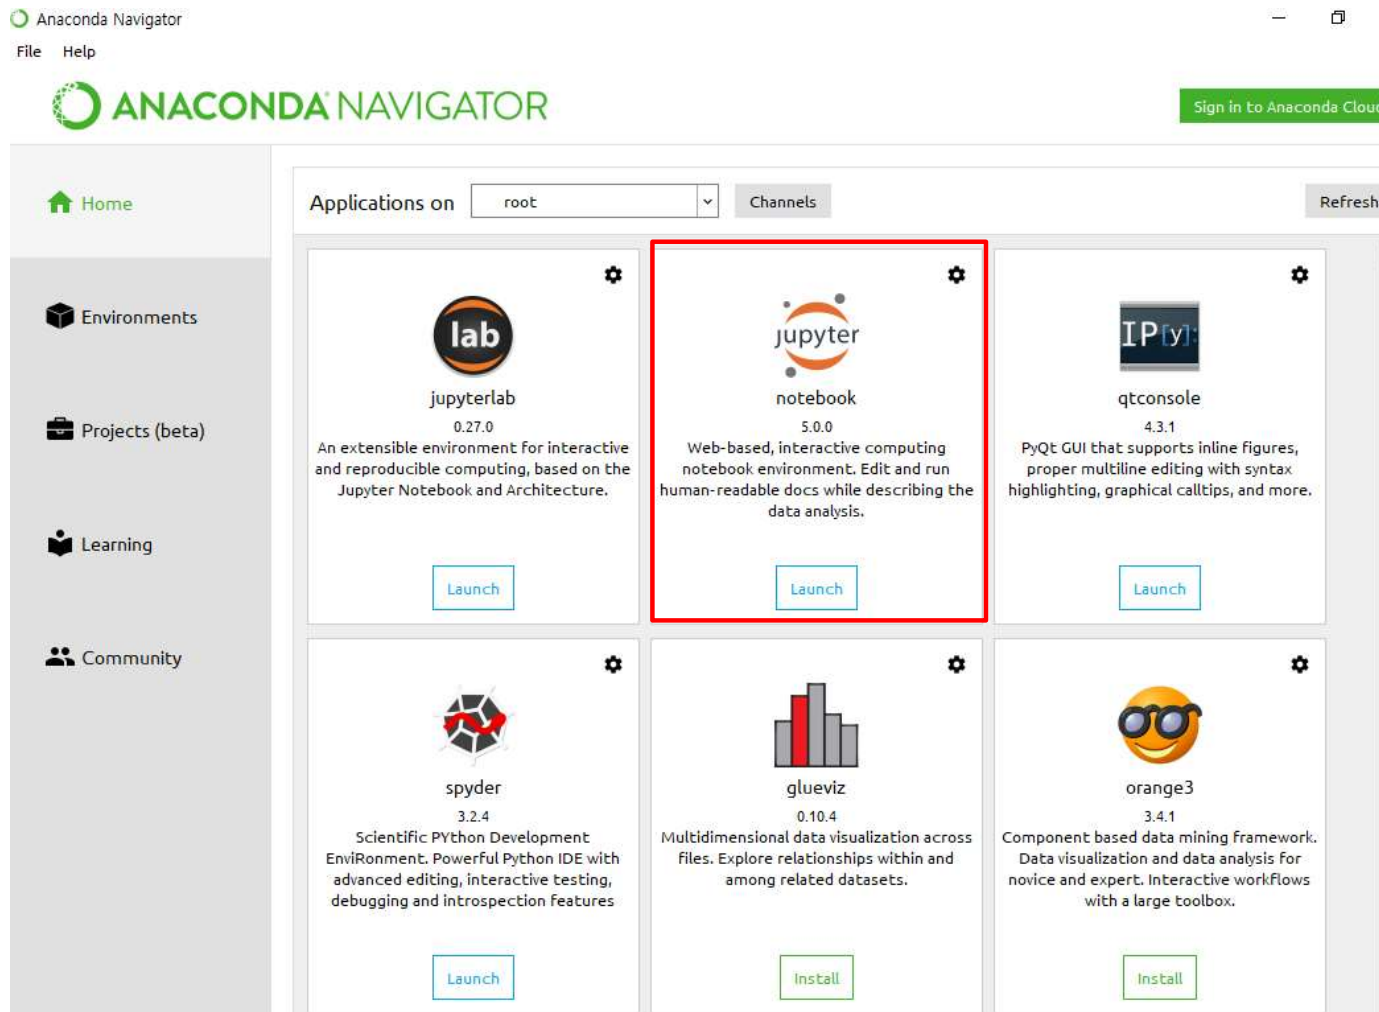 Anaconda Navigator
File Help
ANACONDA NAVIGATOR
Sign in to Anaconda Cloud
Home
Applications on root Channels Refresh
Environments
Projects (beta)
Learning
Community
lab
jupyterlab
0.27.0
An extensible environment for interactive
and reproducible computing, based on the
Jupyter Notebook and Architecture.
Launch
jupyter
notebook
5.0.0
Web-based, interactive computing
notebook environment. Edit and run
human-readable docs while describing the
data analysis.
Launch
IP[y]:
qtconsole
4.3.1
PyQt GUI that supports inline figures,
proper multiline editing with syntax
highlighting, graphical calltips, and more.
Launch
spyder
3.2.4
Scientific PYthon Development
EnviRonment. Powerful Python IDE with
advanced editing, interactive testing,
debugging and introspection features
Launch
glueviz
0.10.4
Multidimensional data visualization across
files. Explore relationships within and
among related datasets.
Install
orange3
3.4.1
Component based data mining framework.
Data visualization and data analysis for
novice and expert. Interactive workflows
with a large toolbox.
Install